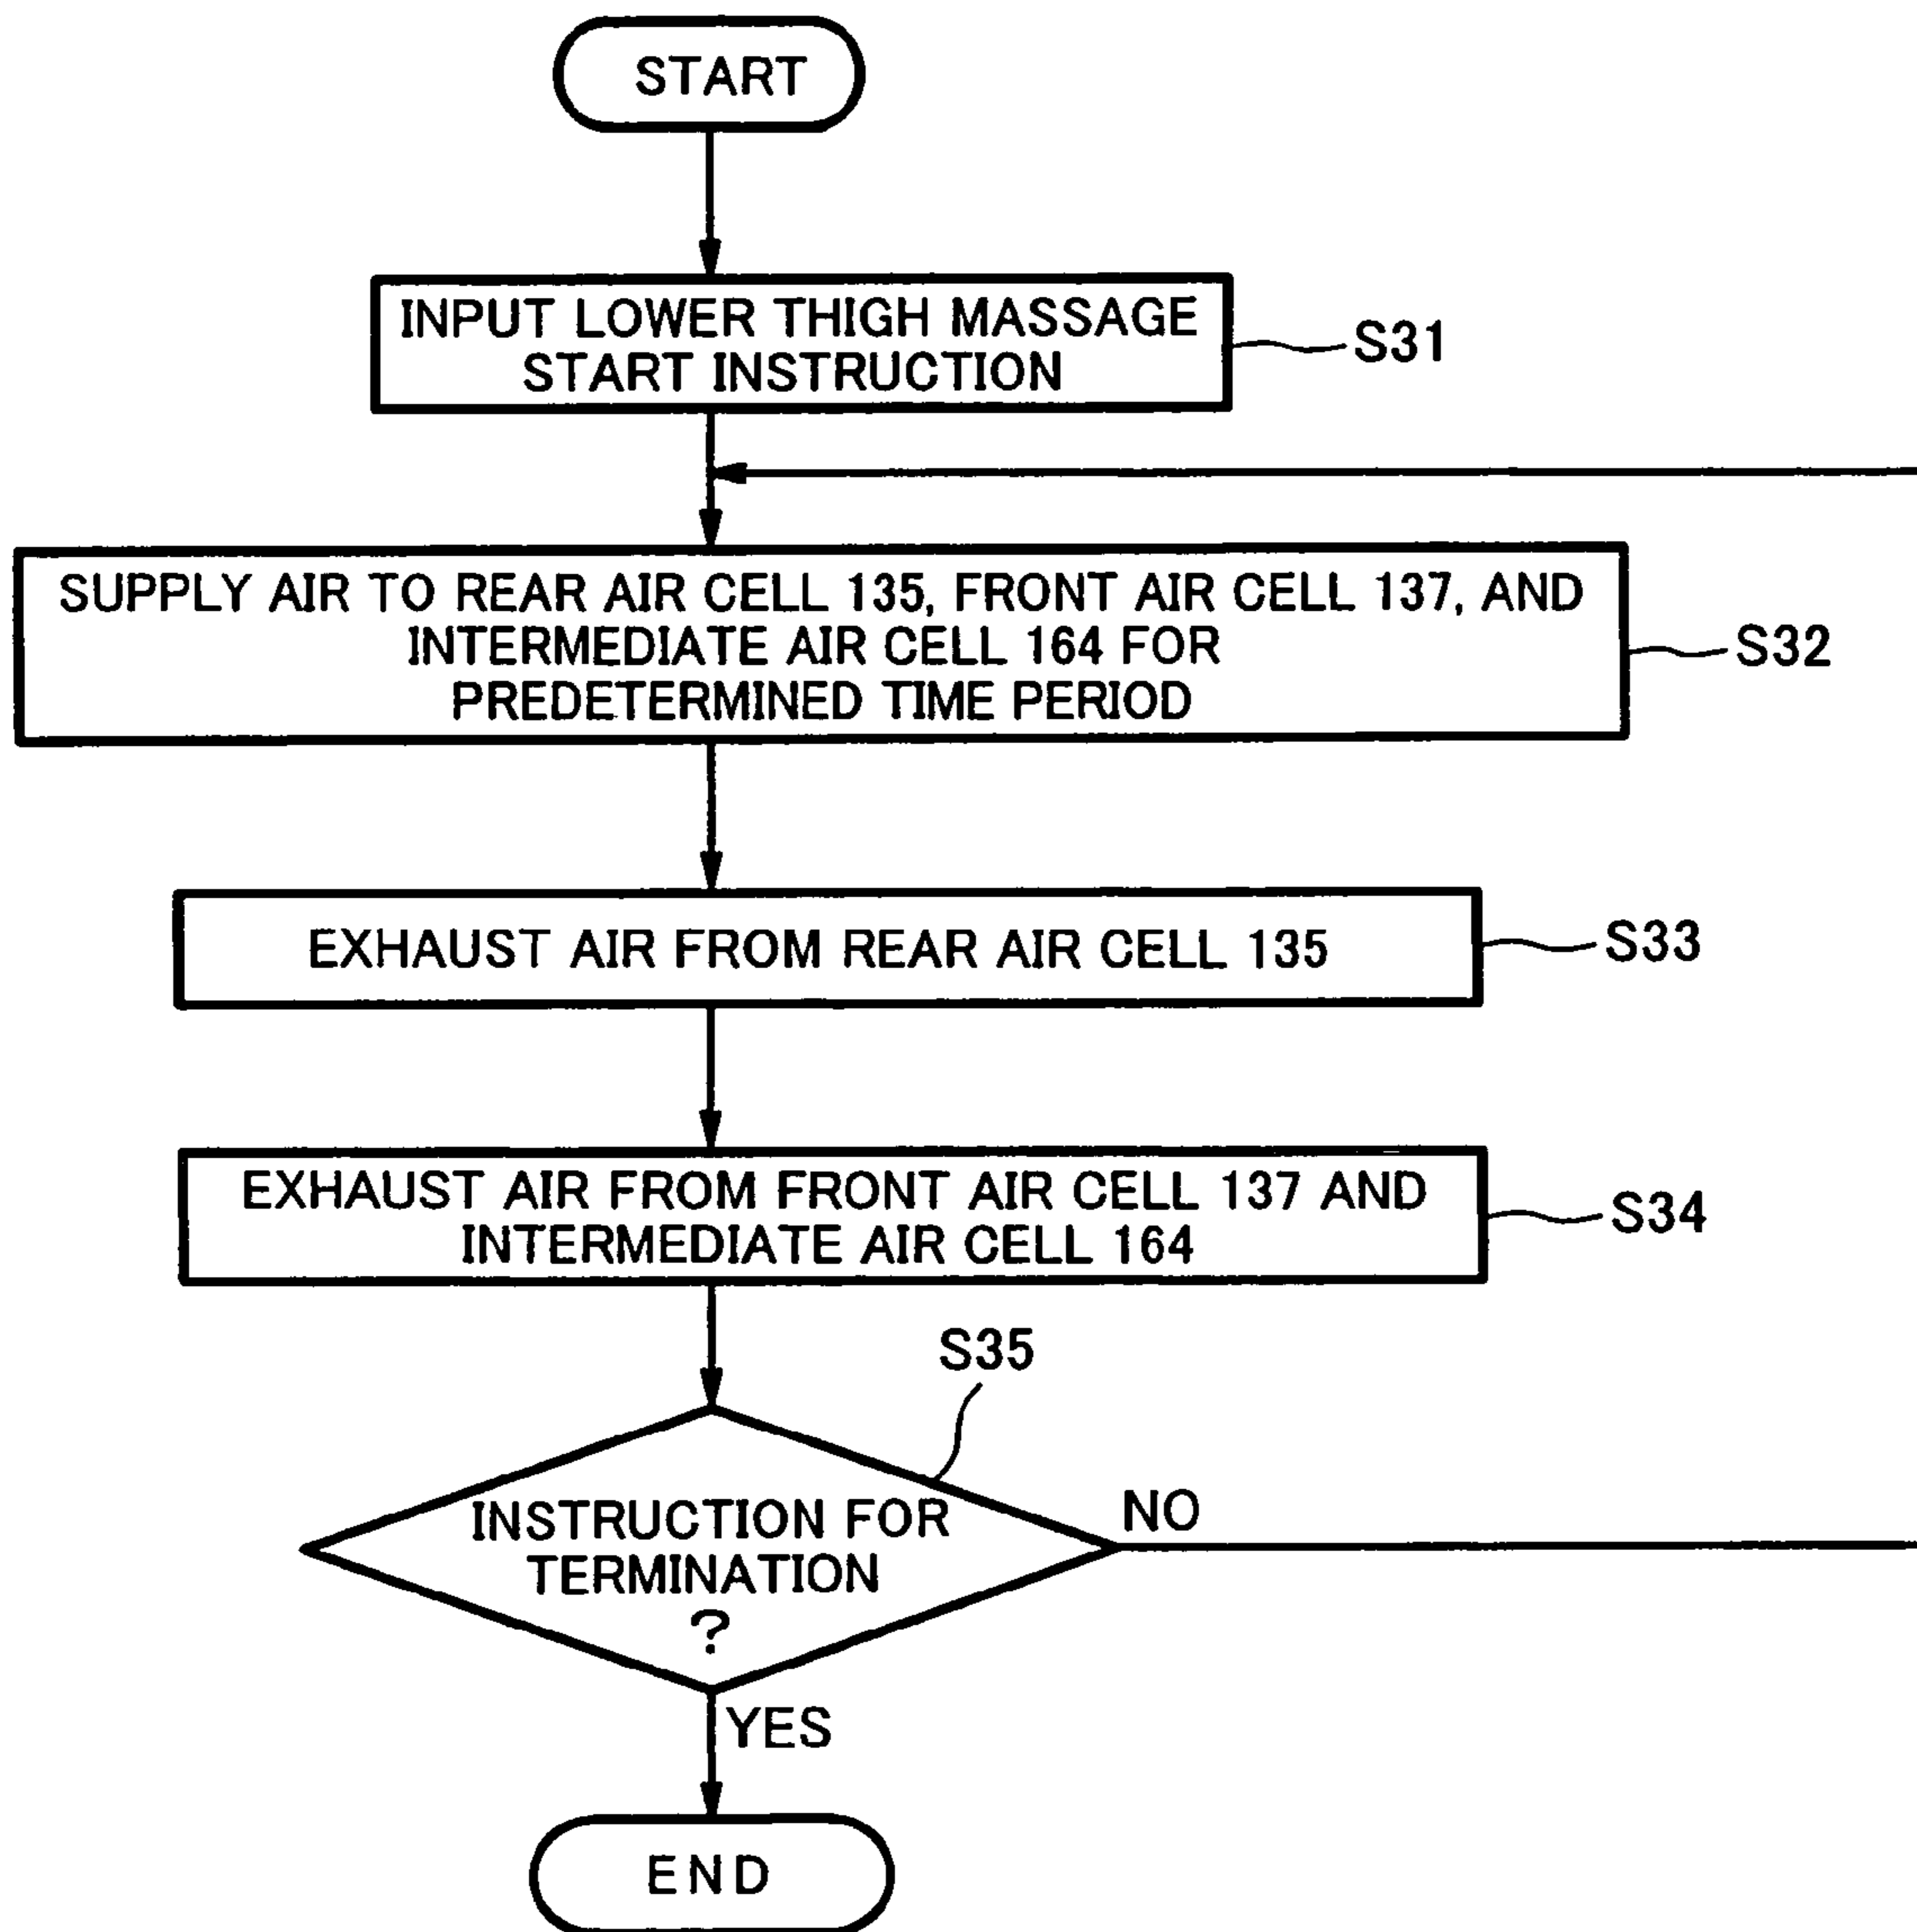 START
INPUT LOWER THIGH MASSAGE
START INSTRUCTION
S31
SUPPLY AIR TO REAR AIR CELL 135, FRONT AIR CELL 137, AND
INTERMEDIATE AIR CELL 164 FOR
PREDETERMINED TIME PERIOD
S32
EXHAUST AIR FROM REAR AIR CELL 135
S33
EXHAUST AIR FROM FRONT AIR CELL 137 AND
INTERMEDIATE AIR CELL 164
S34
S35
INSTRUCTION FOR
TERMINATION
?
NO
YES
END